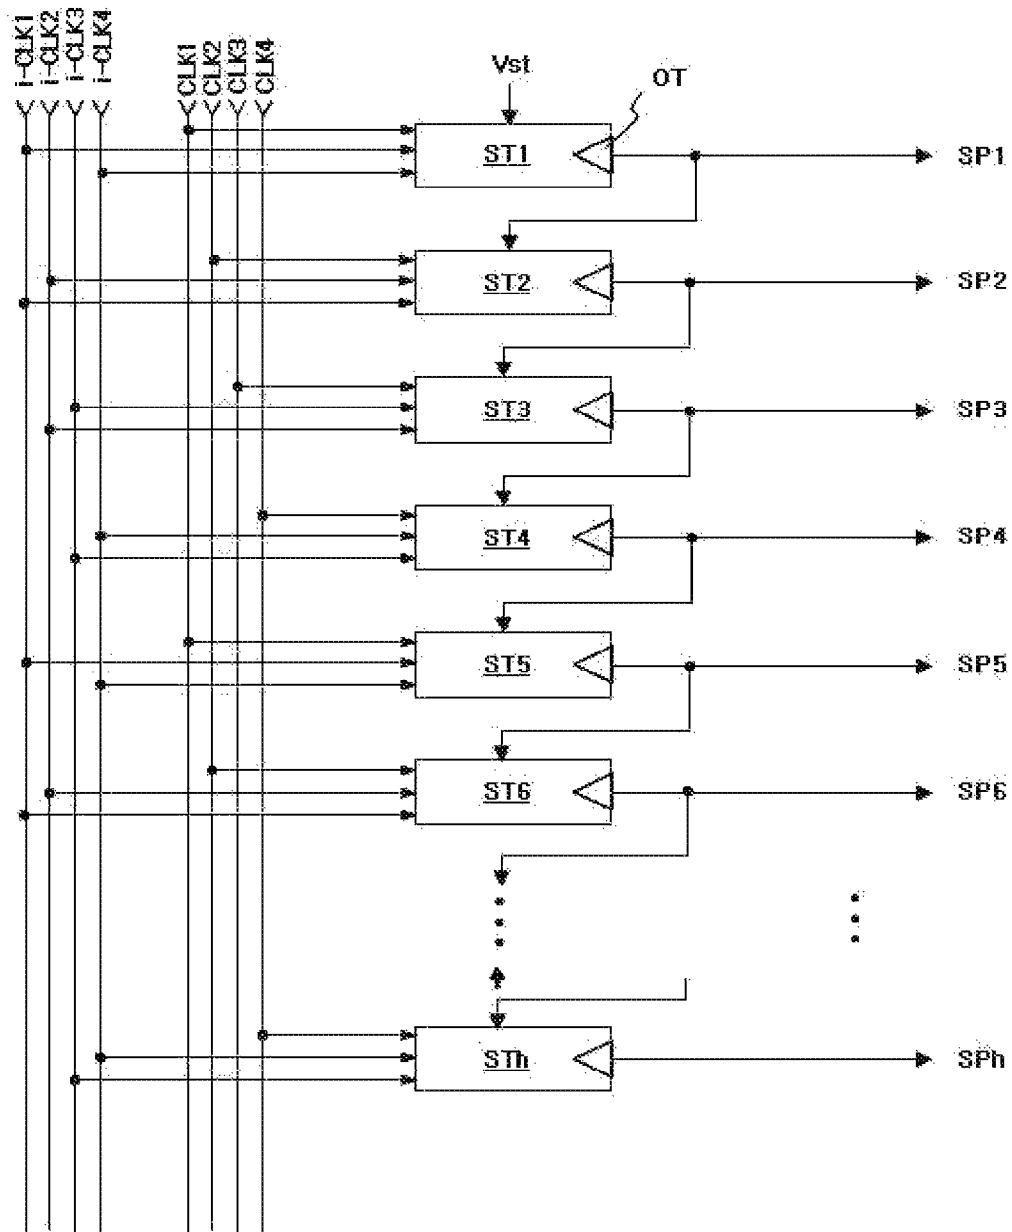 i-CLK1
i-CLK2
i-CLK3
i-CLK4
CLK1
CLK2
CLK3
CLK4
Vst
OT
ST1
SP1
ST2
SP2
ST3
SP3
ST4
SP4
ST5
SP5
ST6
SP6
STh
SPh